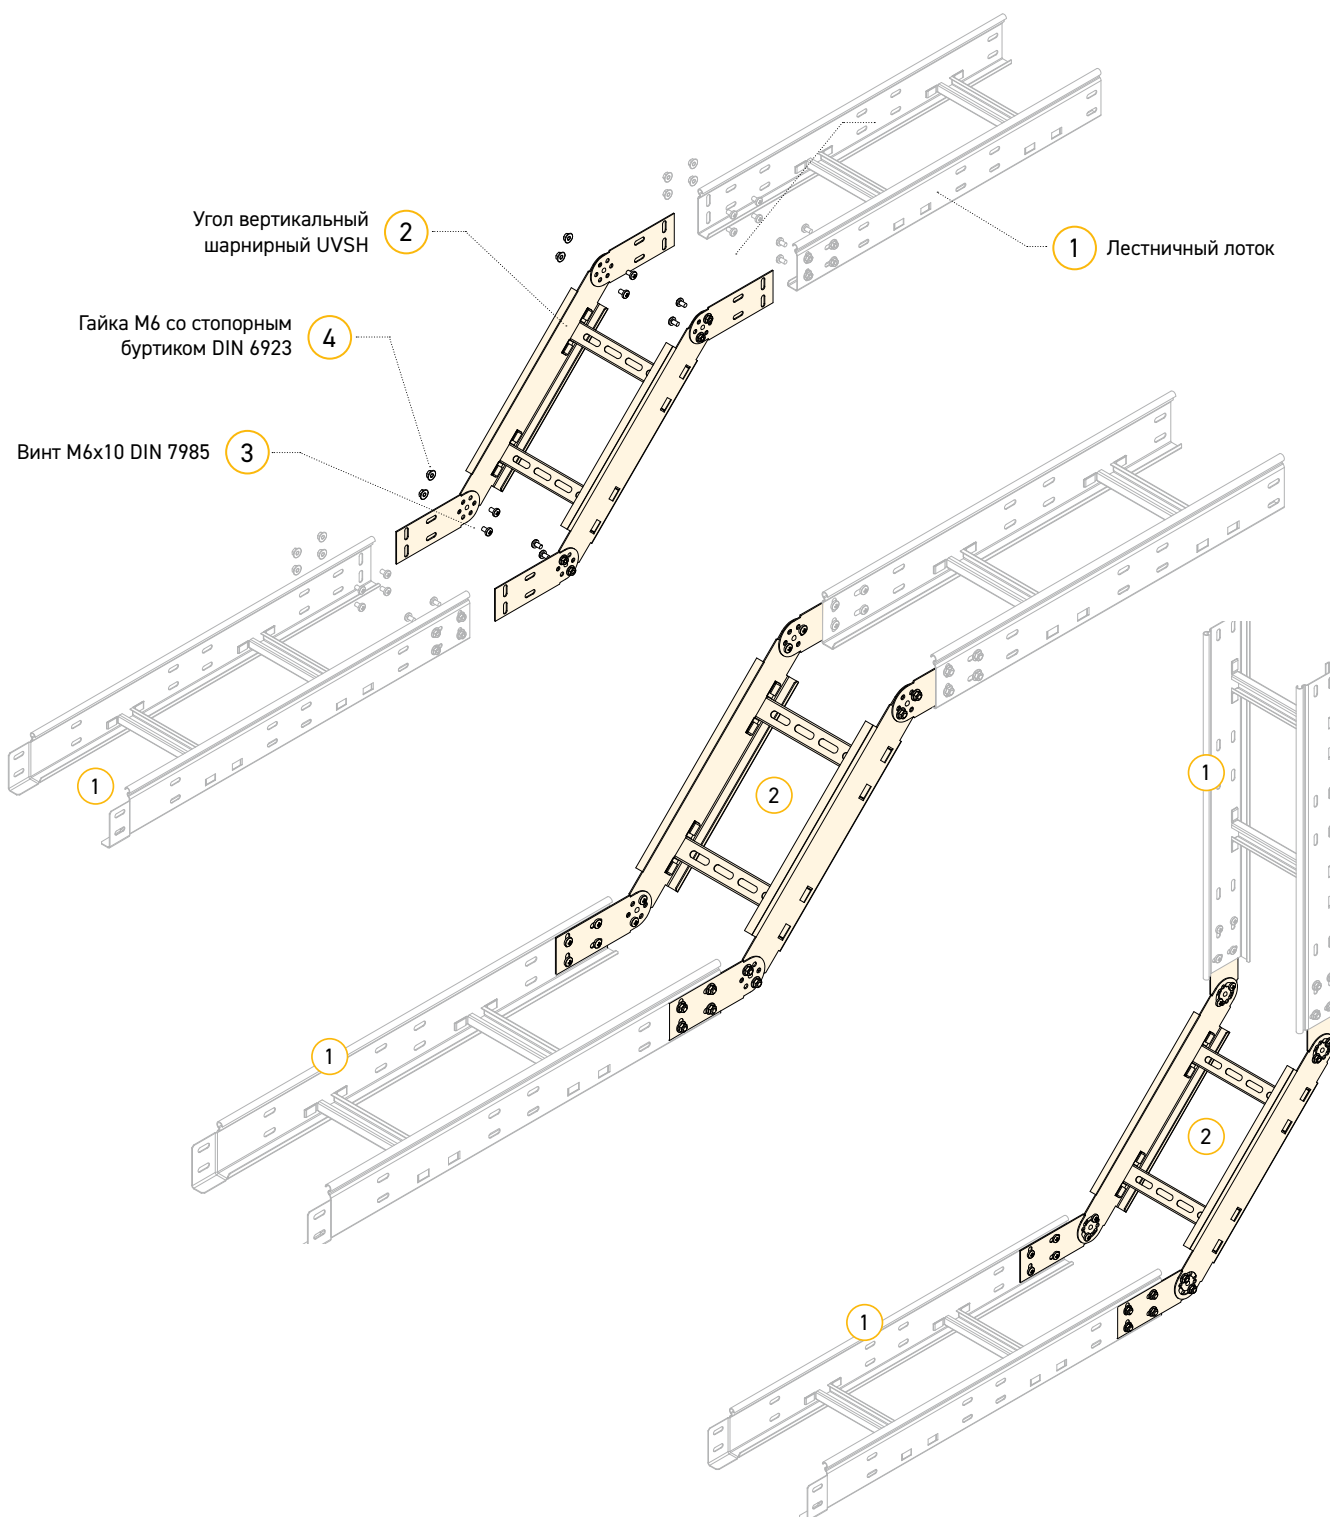 Угол вертикальный
шарнирный UVSH
2
1
Лестничный лоток
Гайка М6 со стопорным
буртиком DIN 6923
4
Винт М6х10 DIN 7985
3
1
2
1
1
2
1